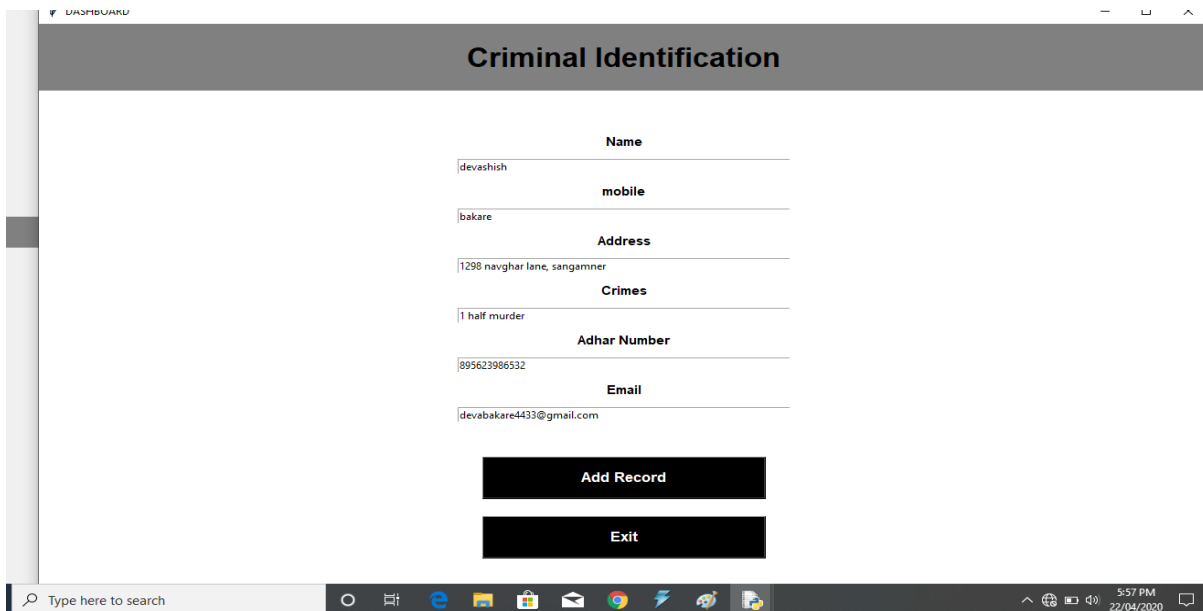 DASHBOARD
Criminal Identification
Name
devashish
mobile
bakare
Address
1298 navghar lane, sangamner
Crimes
1 half murder
Adhar Number
895623986532
Email
devabakare4433@gmail.com
Add Record
Exit
Type here to search
5:57 PM
22/04/2020